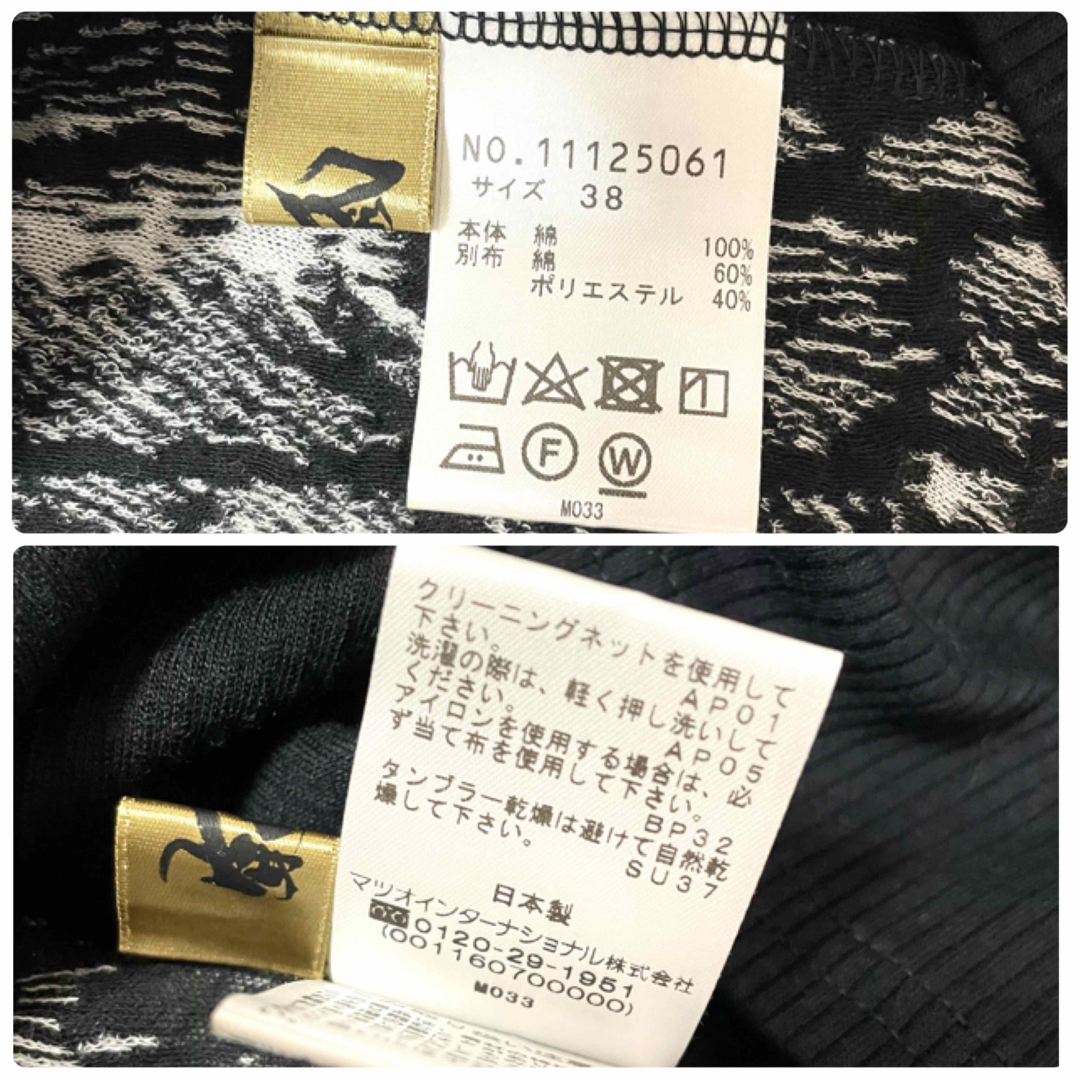 NO.11125061
サイズ 38
本体 綿 100%
別布 綿 60%
ポリエステル 40%
F
W
M033
クリーニングネットを使用して
下さい。 AP01
洗濯の際は、軽く押し洗いして
ください。 AP05
アイロンを使用する場合は、必
ず当て布を使用して下さい。
BP32
タンブラー乾燥は避けて自然乾
燥して下さい。 SU37
日本製
マツオインターナショナル株式会社
0120-29-1951
(001160700000)
M033